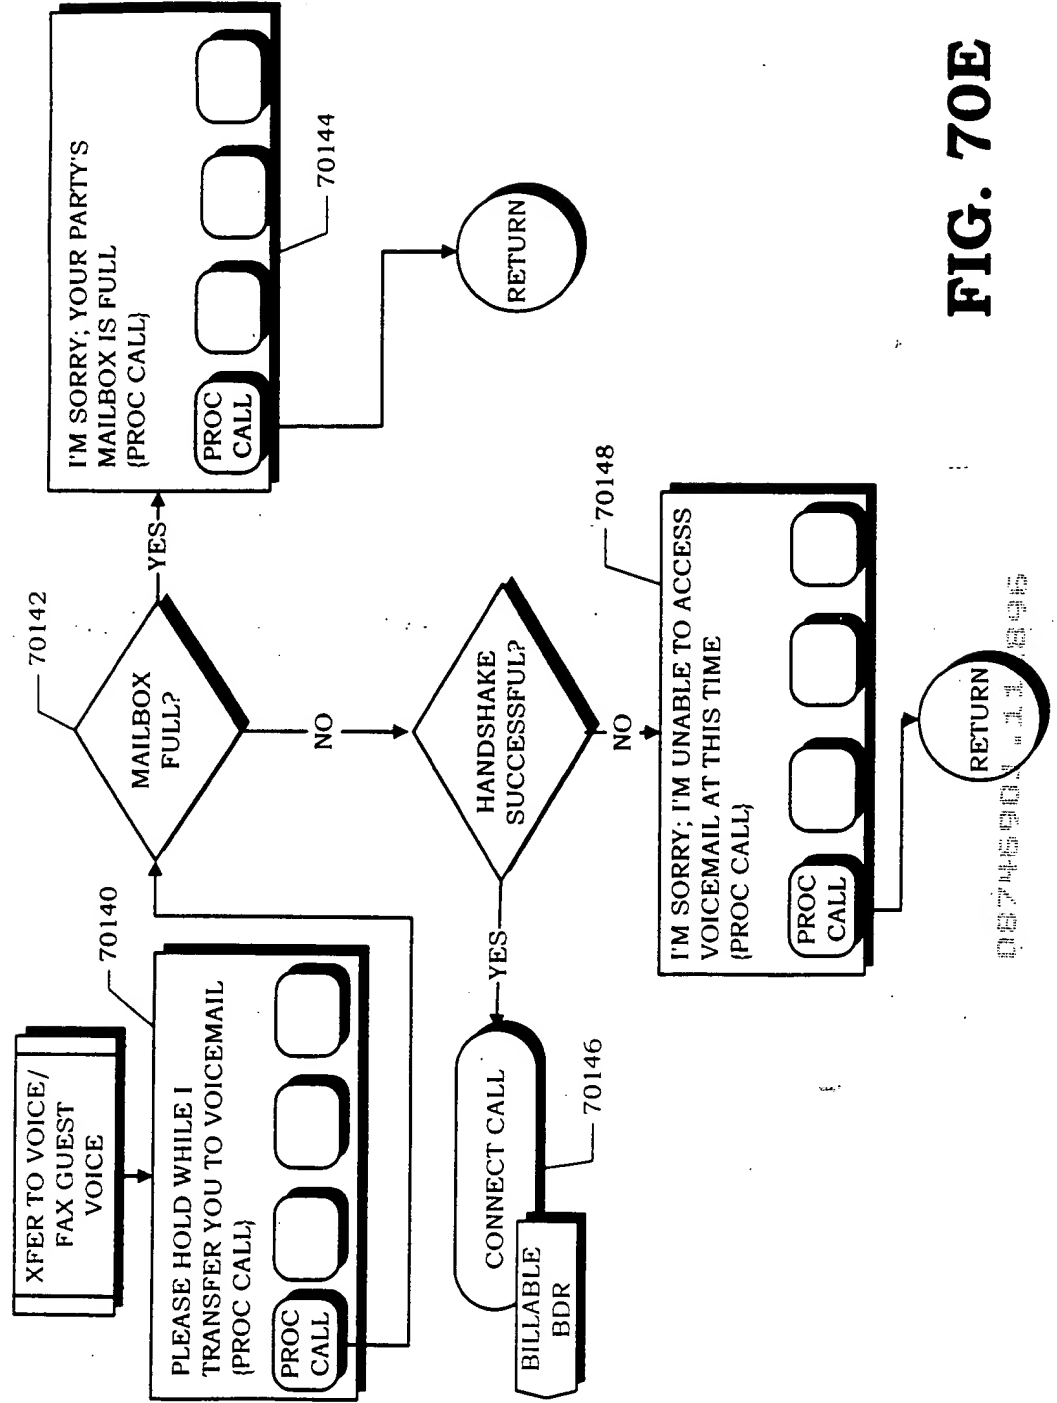 XFER TO VOICE/
FAX GUEST
VOICE
70140
PLEASE HOLD WHILE I
TRANSFER YOU TO VOICEMAIL
{PROC CALL}
PROC
CALL
70142
MAILBOX
FULL?
YES
NO
I'M SORRY; YOUR PARTY'S
MAILBOX IS FULL
{PROC CALL}
PROC
CALL
70144
RETURN
HANDSHAKE
SUCCESSFUL?
YES
NO
CONNECT CALL
BILLABLE
BDR
70146
70148
I'M SORRY; I'M UNABLE TO ACCESS
VOICEMAIL AT THIS TIME
{PROC CALL}
PROC
CALL
RETURN
FIG. 70E